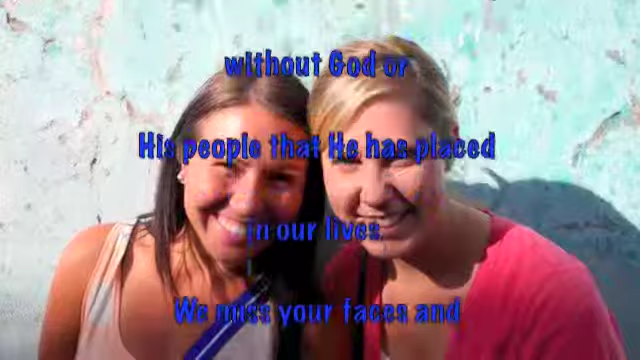 without God or
His people that He has placed
in our lives
We miss your faces and